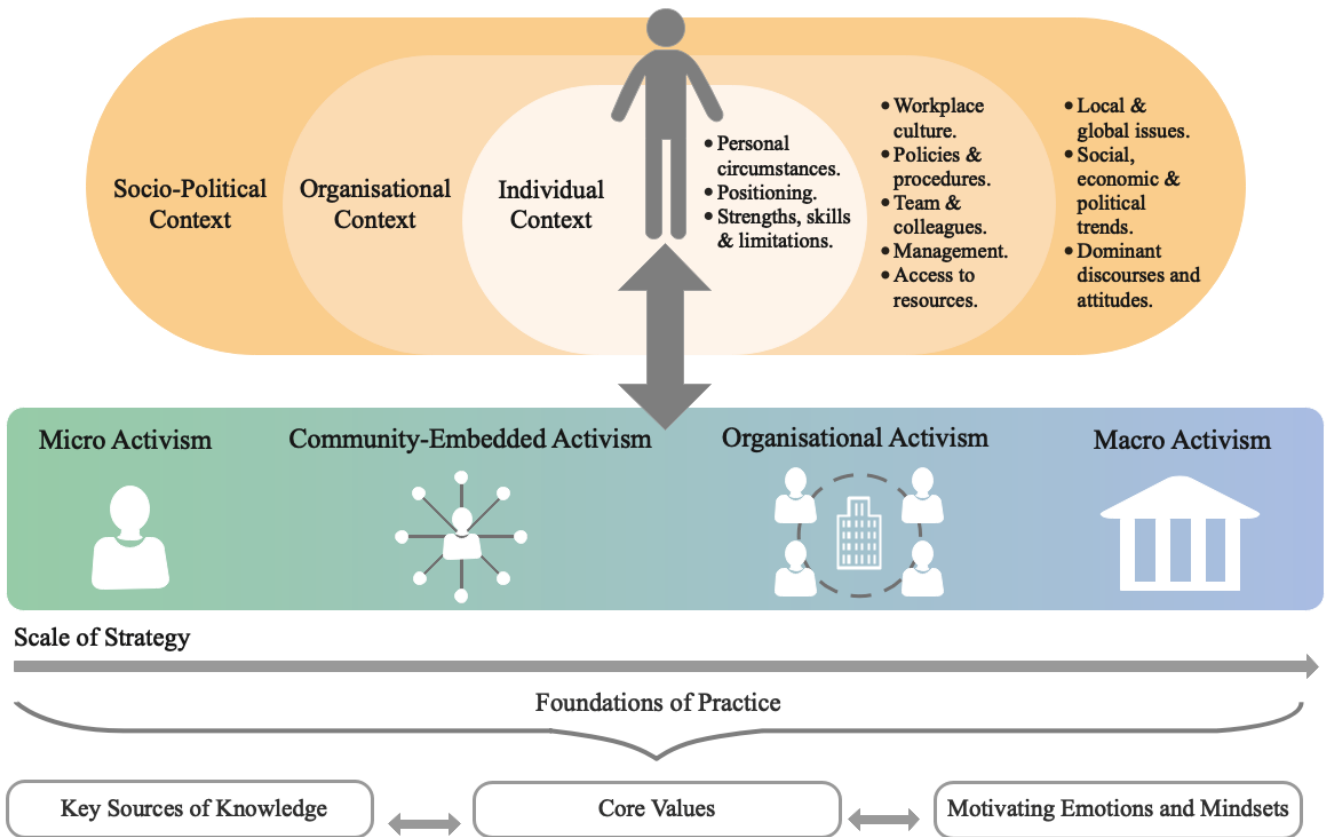 Socio-Political
Context
Organisational
Context
Individual
Context
• Personal
circumstances.
• Positioning.
• Strengths, skills
& limitations.
• Workplace
culture.
• Policies &
procedures.
• Team &
colleagues.
• Management.
• Access to
resources.
• Local &
global issues.
• Social,
economic &
political
trends.
• Dominant
discourses and
attitudes.
Micro Activism
Community-Embedded Activism
Organisational Activism
Macro Activism
Scale of Strategy
Foundations of Practice
Key Sources of Knowledge
Core Values
Motivating Emotions and Mindsets